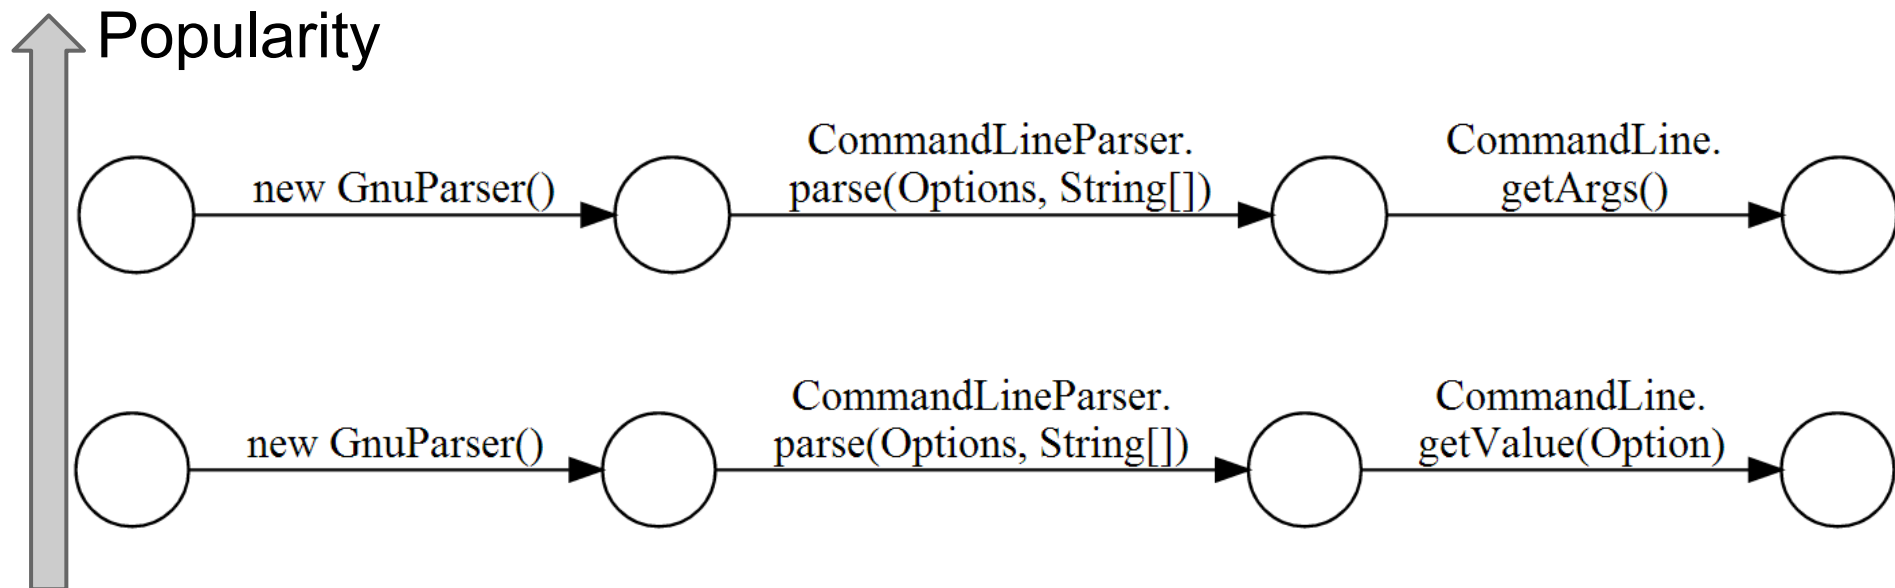 Popularity
new GnuParser()
CommandLineParser.
parse(Options, String[])
CommandLine.
getArgs()
new GnuParser()
CommandLineParser.
parse(Options, String[])
CommandLine.
getValue(Option)